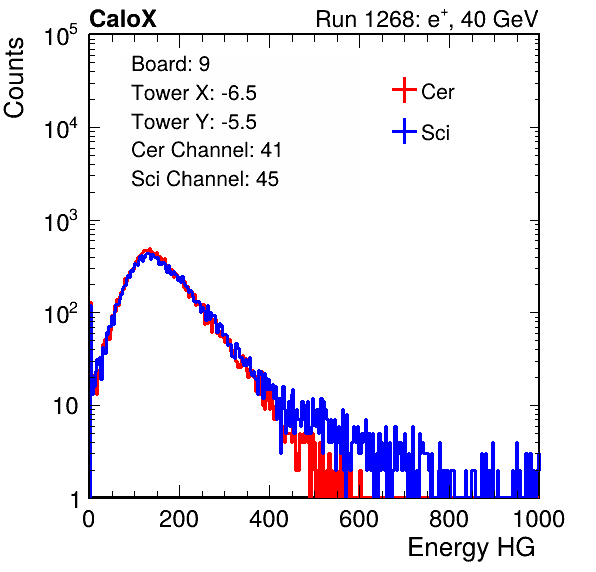 CaloX Run 1268: e⁺, 40 GeV
Counts
10⁵
10⁴
10³
10²
10
1
Board: 9
Tower X: -6.5
Tower Y: -5.5
Cer Channel: 41
Sci Channel: 45
Cer
Sci
0 200 400 600 800 1000
Energy HG